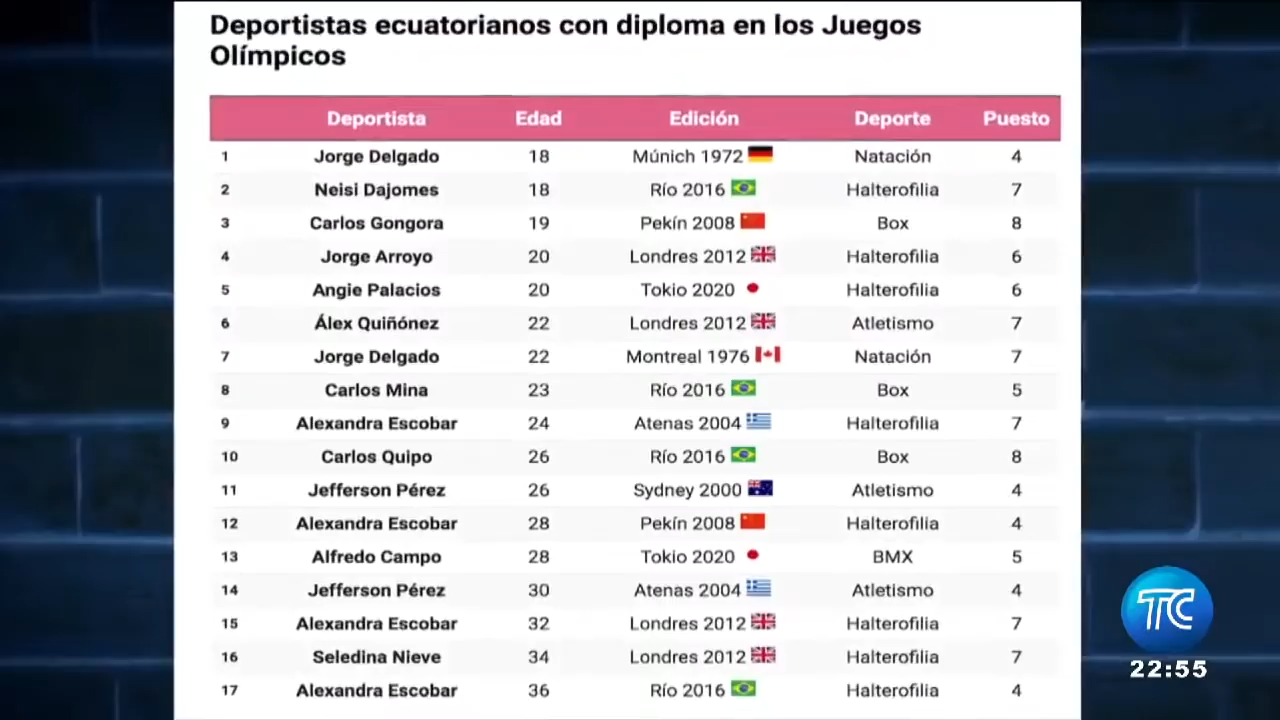 Deportistas ecuatorianos con diploma en los Juegos
Olímpicos
Deportista Edad Edición Deporte Puesto
1 Jorge Delgado 18 Múnich 1972 Natación 4
2 Neisi Dajomes 18 Río 2016 Halterofilia 7
3 Carlos Gongora 19 Pekín 2008 Box 8
4 Jorge Arroyo 20 Londres 2012 Halterofilia 6
5 Angie Palacios 20 Tokio 2020 Halterofilia 6
6 Álex Quiñónez 22 Londres 2012 Atletismo 7
7 Jorge Delgado 22 Montreal 1976 Natación 7
8 Carlos Mina 23 Río 2016 Box 5
9 Alexandra Escobar 24 Atenas 2004 Halterofilia 7
10 Carlos Quipo 26 Río 2016 Box 8
11 Jefferson Pérez 26 Sydney 2000 Atletismo 4
12 Alexandra Escobar 28 Pekín 2008 Halterofilia 4
13 Alfredo Campo 28 Tokio 2020 BMX 5
14 Jefferson Pérez 30 Atenas 2004 Atletismo 4
15 Alexandra Escobar 32 Londres 2012 Halterofilia 7
16 Seledina Nieve 34 Londres 2012 Halterofilia 7
17 Alexandra Escobar 36 Río 2016 Halterofilia 4
TC
22:55